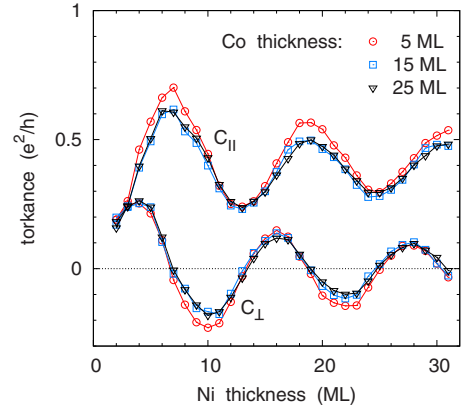 Co thickness:
5 ML
15 ML
25 ML
torkance (e²/h)
1
0.5
0
C||
C⊥
0 10 20 30
Ni thickness (ML)